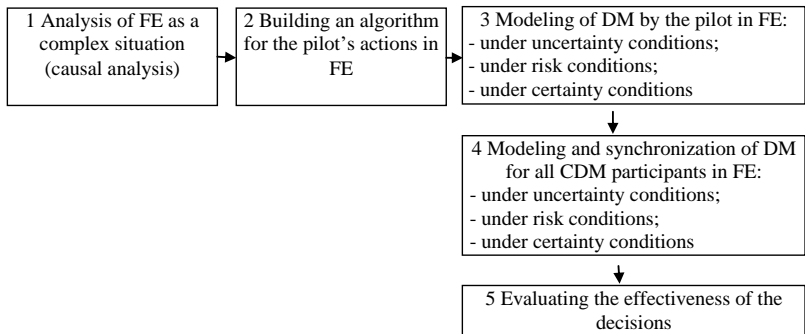 1 Analysis of FE as a
complex situation
(causal analysis)
2 Building an algorithm
for the pilot’s actions in
FE
3 Modeling of DM by the pilot in FE:
- under uncertainty conditions;
- under risk conditions;
- under certainty conditions
4 Modeling and synchronization of DM
for all CDM participants in FE:
- under uncertainty conditions;
- under risk conditions;
- under certainty conditions
5 Evaluating the effectiveness of the
decisions